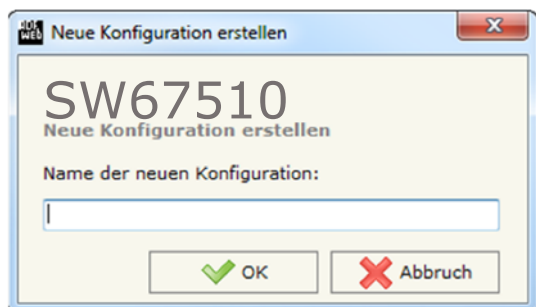 Neue Konfiguration erstellen
SW67510
Neue Konfiguration erstellen
Name der neuen Konfiguration:
OK
Abbruch